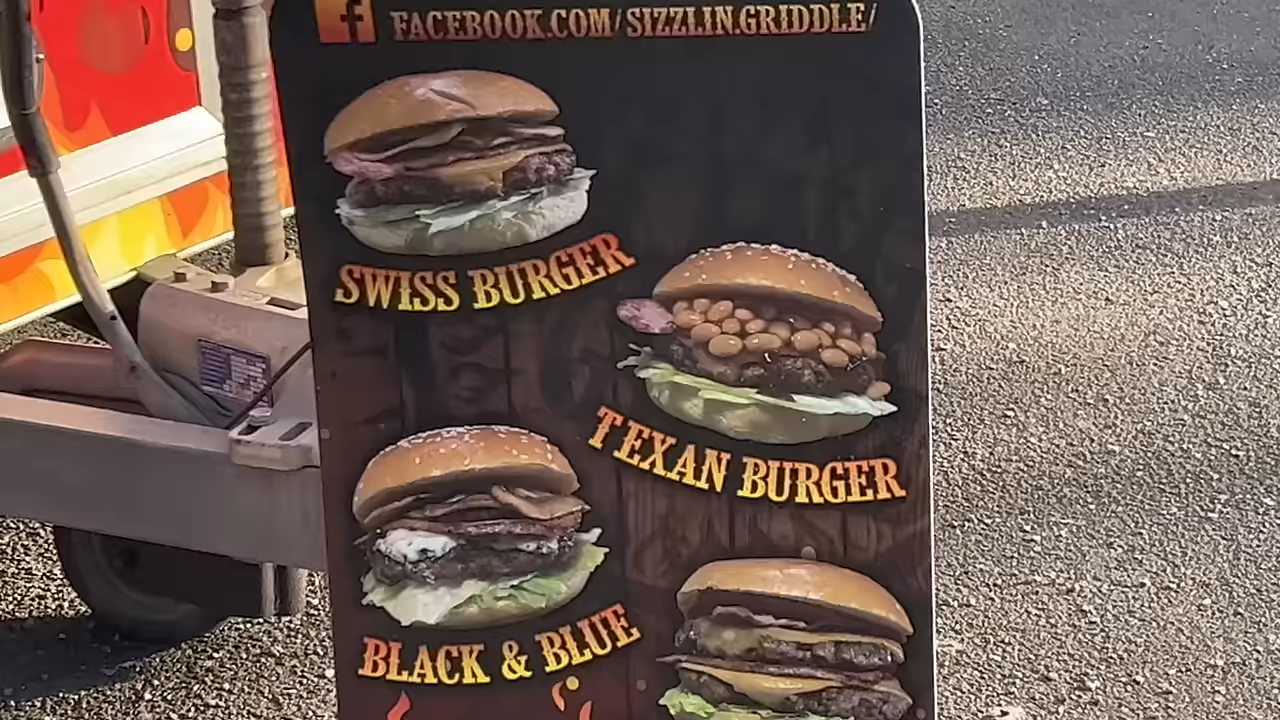 f FACEBOOK.COM/SIZZLIN.GRIDDLE/
SWISS BURGER
TEXAN BURGER
BLACK & BLUE